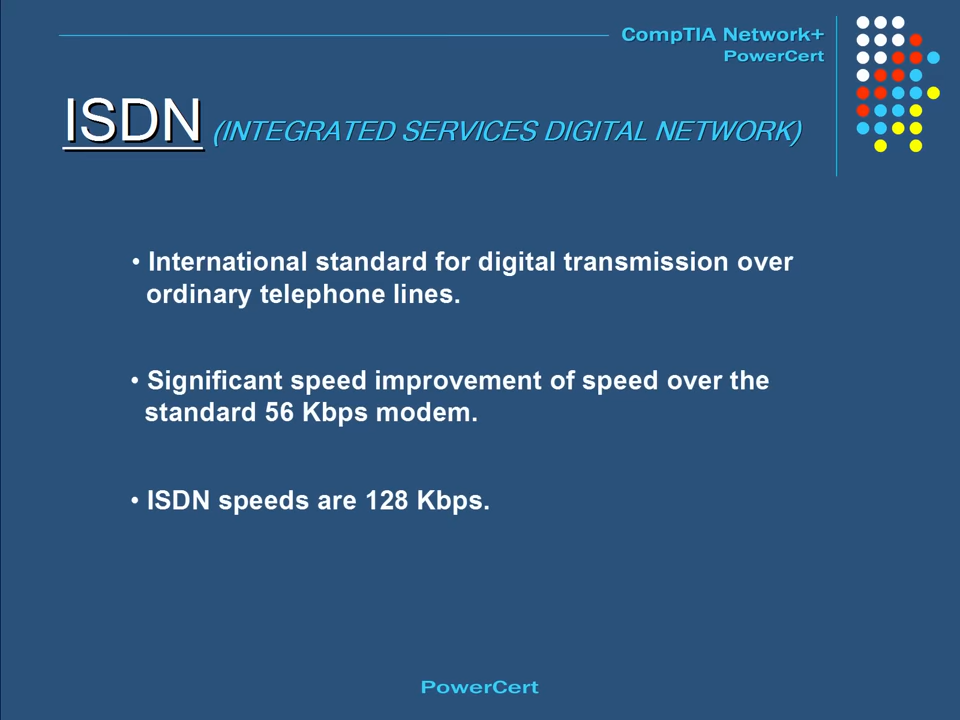 CompTIA Network+
PowerCert
ISDN (INTEGRATED SERVICES DIGITAL NETWORK)
• International standard for digital transmission over
ordinary telephone lines.
• Significant speed improvement of speed over the
standard 56 Kbps modem.
• ISDN speeds are 128 Kbps.
PowerCert